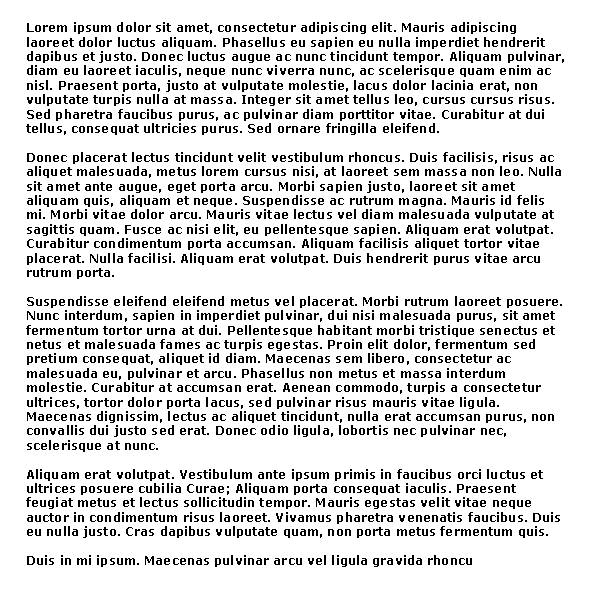 Lorem ipsum dolor sit amet, consectetur adipiscing elit. Mauris adipiscing
laoreet dolor luctus aliquam. Phasellus eu sapien eu nulla imperdiet hendrerit
dapibus et justo. Donec luctus augue ac nunc tincidunt tempor. Aliquam pulvinar,
diam eu laoreet iaculis, neque nunc viverra nunc, ac scelerisque quam enim ac
nisl. Praesent porta, justo at vulputate molestie, lacus dolor lacinia erat, non
vulputate turpis nulla at massa. Integer sit amet tellus leo, cursus cursus risus.
Sed pharetra faucibus purus, ac pulvinar diam porttitor vitae. Curabitur at dui
tellus, consequat ultricies purus. Sed ornare fringilla eleifend.

Donec placerat lectus tincidunt velit vestibulum rhoncus. Duis facilisis, risus ac
aliquet malesuada, metus lorem cursus nisi, at laoreet sem massa non leo. Nulla
sit amet ante augue, eget porta arcu. Morbi sapien justo, laoreet sit amet
aliquam quis, aliquam et neque. Suspendisse ac rutrum magna. Mauris id felis
mi. Morbi vitae dolor arcu. Mauris vitae lectus vel diam malesuada vulputate at
sagittis quam. Fusce ac nisi elit, eu pellentesque sapien. Aliquam erat volutpat.
Curabitur condimentum porta accumsan. Aliquam facilisis aliquet tortor vitae
placerat. Nulla facilisi. Aliquam erat volutpat. Duis hendrerit purus vitae arcu
rutrum porta.

Suspendisse eleifend eleifend metus vel placerat. Morbi rutrum laoreet posuere.
Nunc interdum, sapien in imperdiet pulvinar, dui nisi malesuada purus, sit amet
fermentum tortor urna at dui. Pellentesque habitant morbi tristique senectus et
netus et malesuada fames ac turpis egestas. Proin elit dolor, fermentum sed
pretium consequat, aliquet id diam. Maecenas sem libero, consectetur ac
malesuada eu, pulvinar et arcu. Phasellus non metus et massa interdum
molestie. Curabitur at accumsan erat. Aenean commodo, turpis a consectetur
ultrices, tortor dolor porta lacus, sed pulvinar risus mauris vitae ligula.
Maecenas dignissim, lectus ac aliquet tincidunt, nulla erat accumsan purus, non
convallis dui justo sed erat. Donec odio ligula, lobortis nec pulvinar nec,
scelerisque at nunc.

Aliquam erat volutpat. Vestibulum ante ipsum primis in faucibus orci luctus et
ultrices posuere cubilia Curae; Aliquam porta consequat iaculis. Praesent
feugiat metus et lectus sollicitudin tempor. Mauris egestas velit vitae neque
auctor in condimentum risus laoreet. Vivamus pharetra venenatis faucibus. Duis
eu nulla justo. Cras dapibus vulputate quam, non porta metus fermentum quis.

Duis in mi ipsum. Maecenas pulvinar arcu vel ligula gravida rhoncu